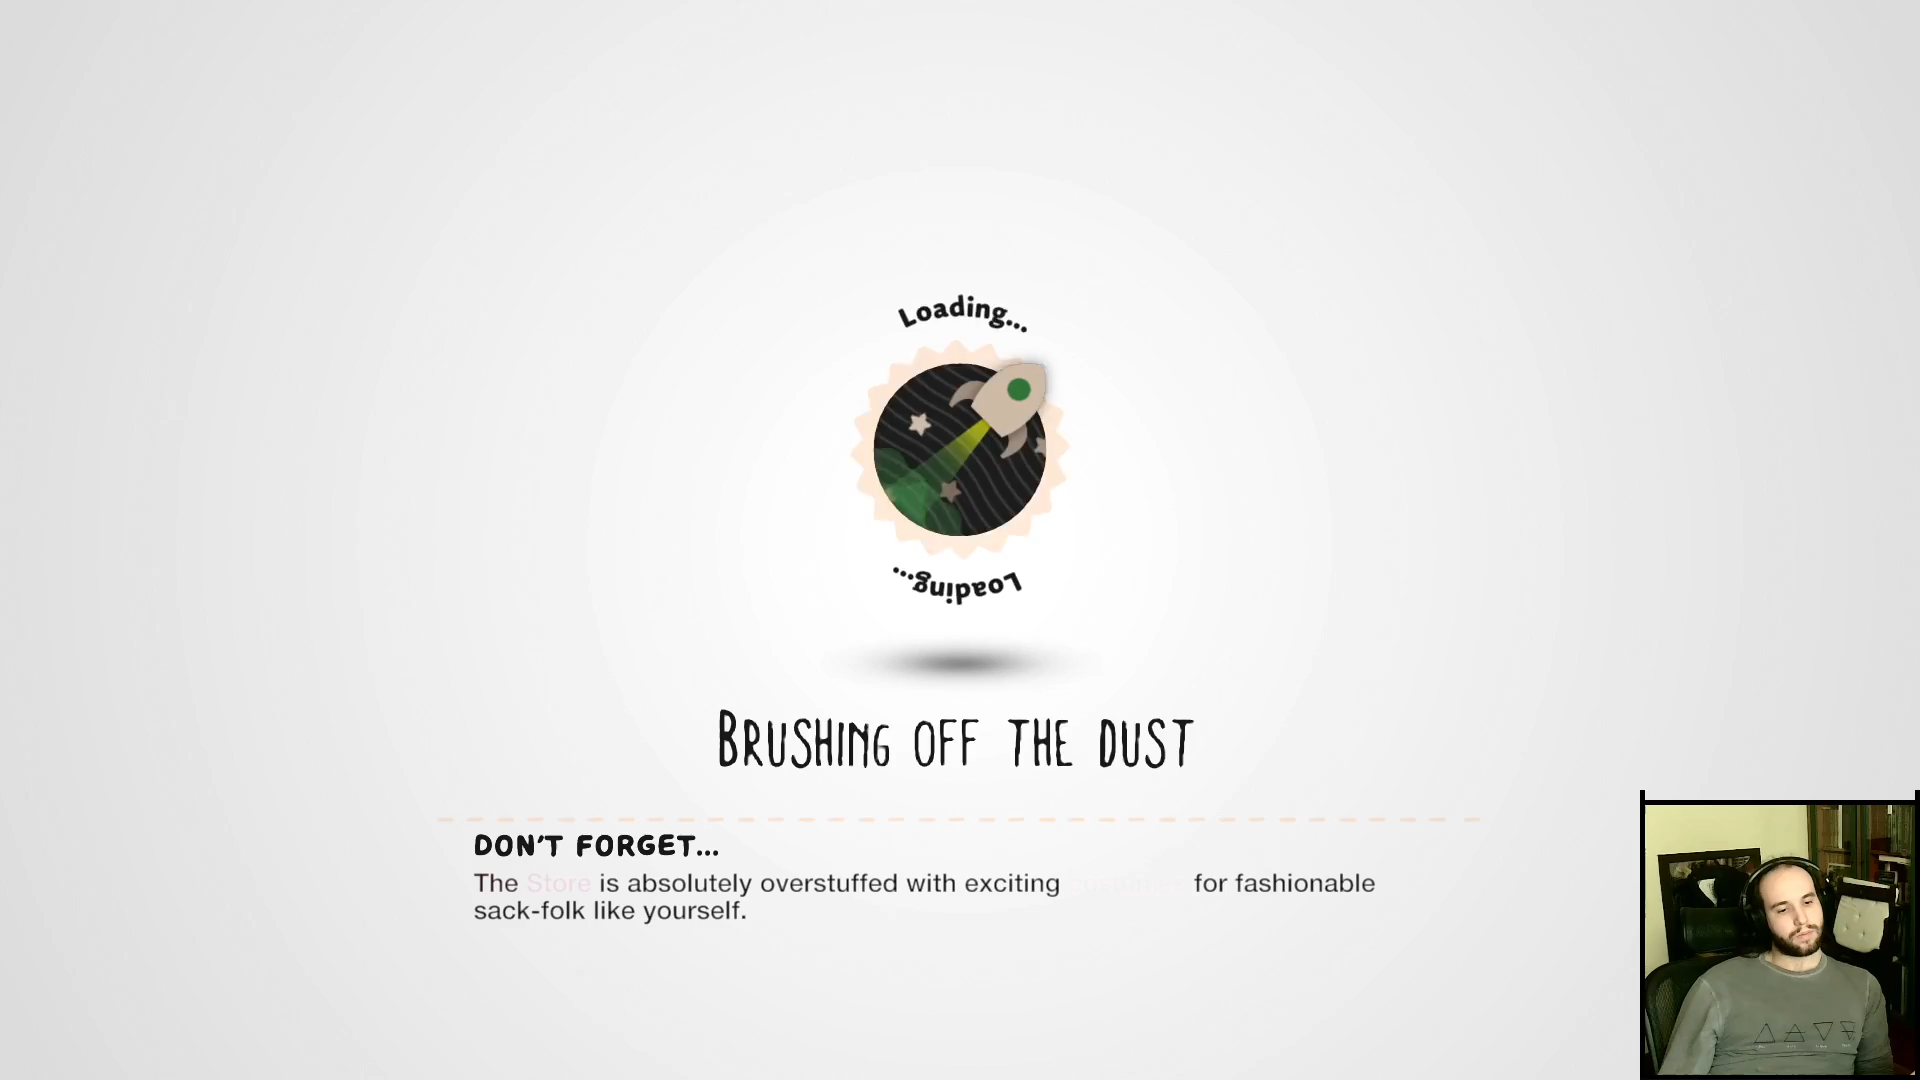 Loading...
Loading...
BRUSHING OFF THE DUST
DON'T FORGET...
The Store is absolutely overstuffed with exciting for fashionable
sack-folk like yourself.